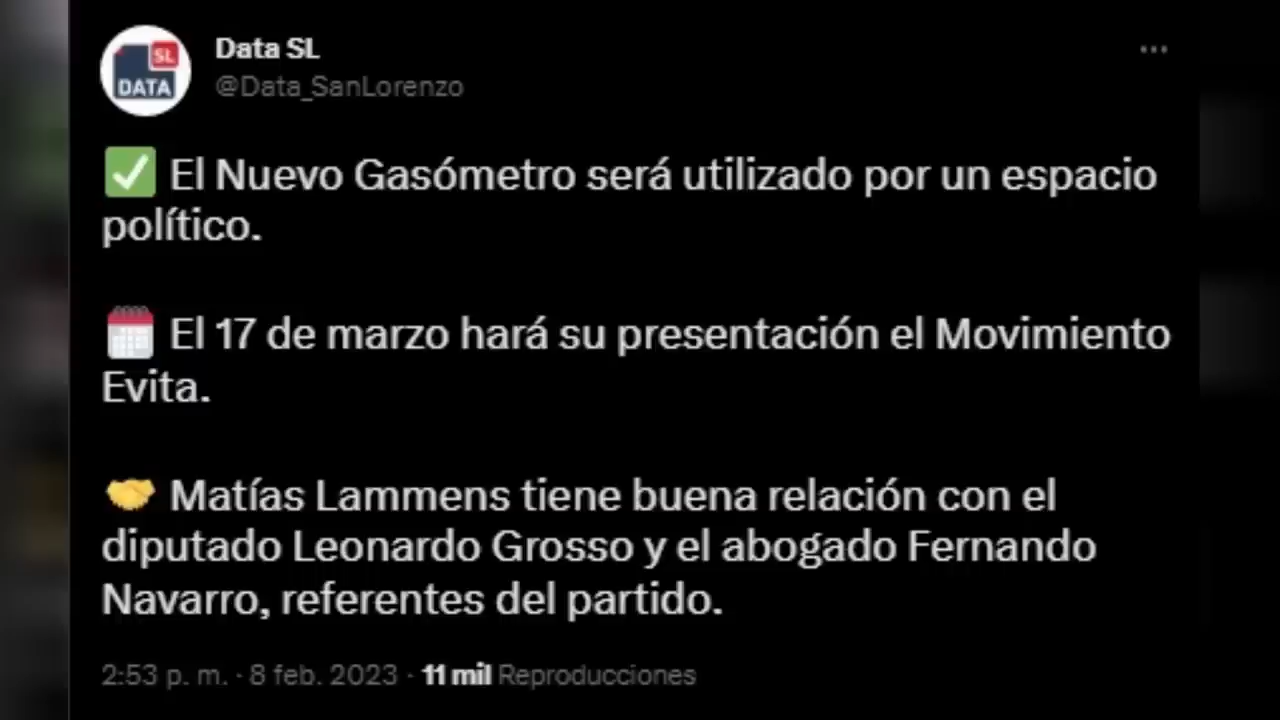 SL
DATA
Data SL
@Data_SanLorenzo
✅ El Nuevo Gasómetro será utilizado por un espacio
político.
🗓️ El 17 de marzo hará su presentación el Movimiento
Evita.
🤝 Matías Lammens tiene buena relación con el
diputado Leonardo Grosso y el abogado Fernando
Navarro, referentes del partido.
2:53 p. m. · 8 feb. 2023 · 11 mil Reproducciones